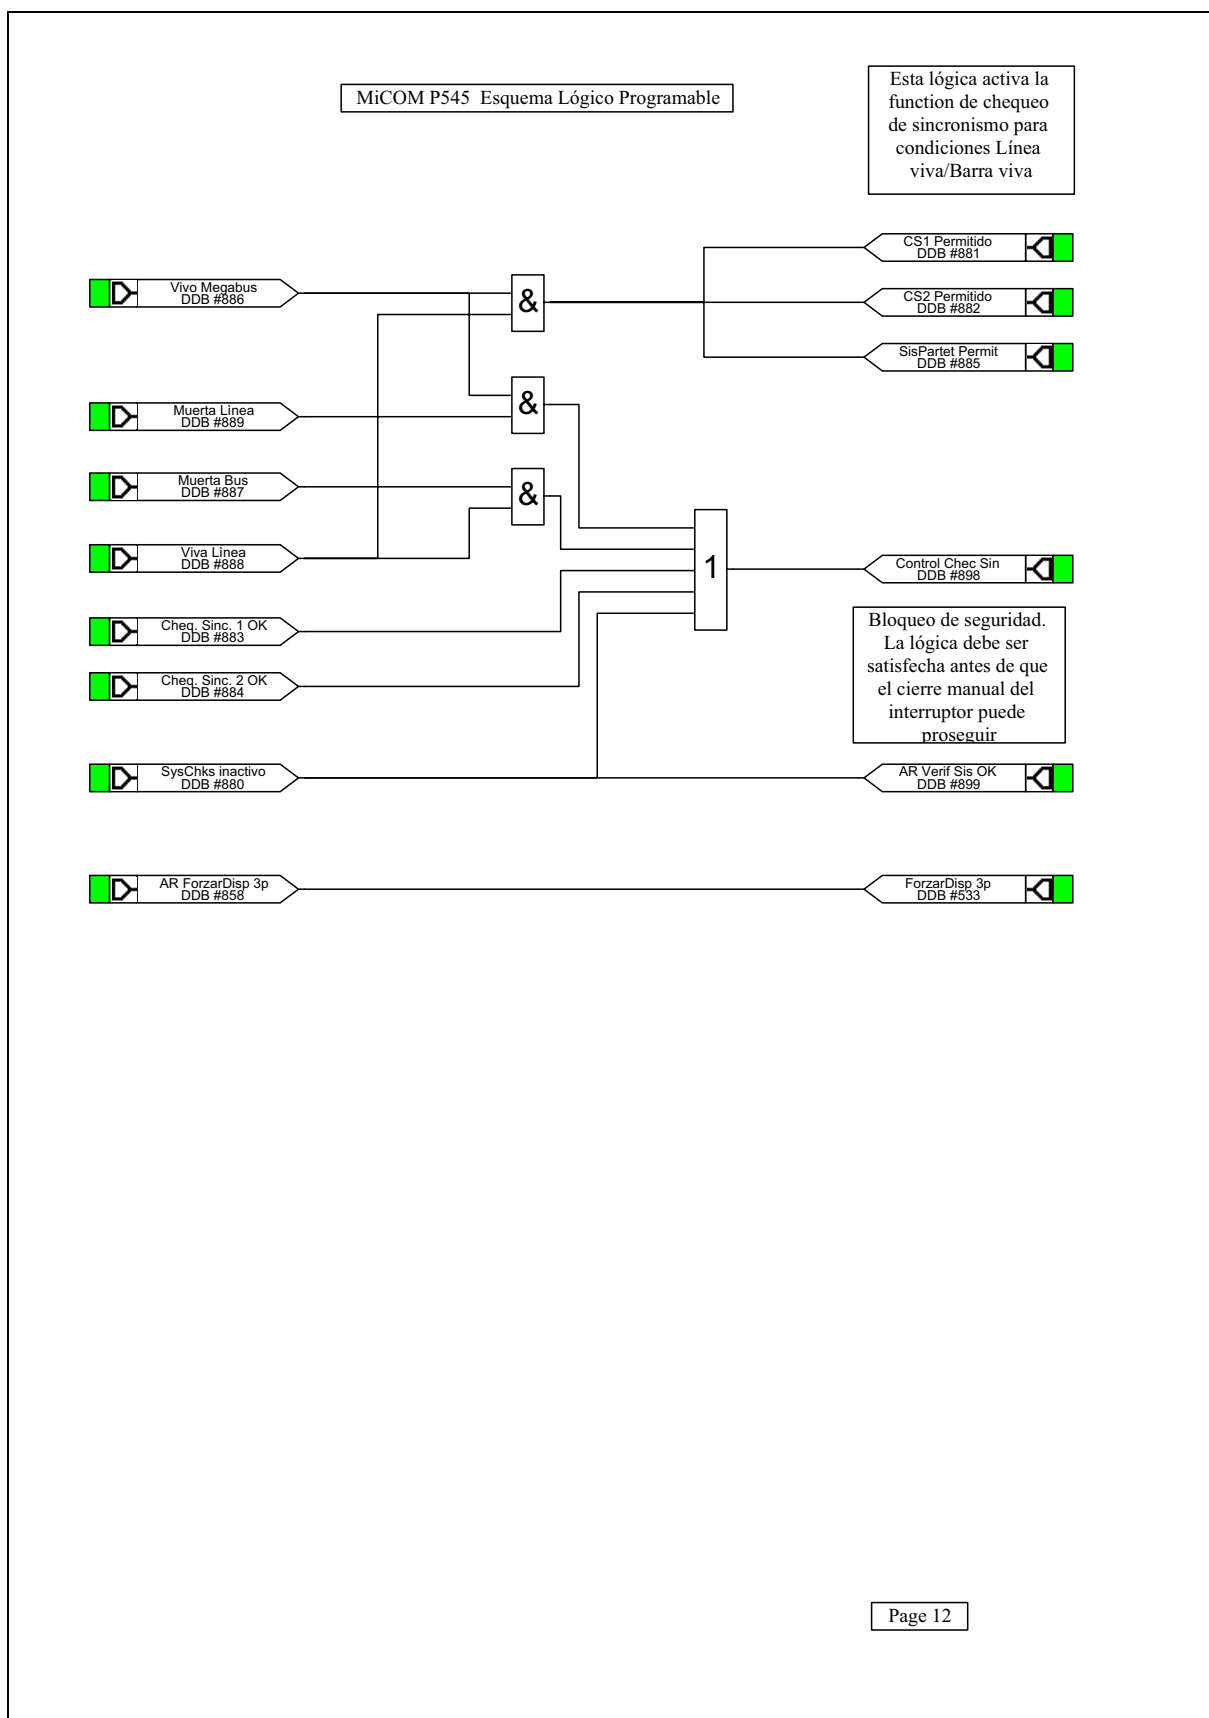 MiCOM P545  Esquema Lógico Programable
Esta lógica activa la
function de chequeo
de sincronismo para
condiciones Línea
viva/Barra viva
CS1 Permitido
DDB #881
Vivo Megabus
DDB #886
&
CS2 Permitido
DDB #882
SisPartet Permit
DDB #885
Muerta Lìnea
DDB #889
&
Muerta Bus
DDB #887
&
Viva Lìnea
DDB #888
1
Control Chec Sin
DDB #898
Cheq. Sinc. 1 OK
DDB #883
Bloqueo de seguridad.
La lógica debe ser
satisfecha antes de que
el cierre manual del
interruptor puede
proseguir
Cheq. Sinc. 2 OK
DDB #884
SysChks inactivo
DDB #880
AR Verif Sis OK
DDB #899
AR ForzarDisp 3p
DDB #858
ForzarDisp 3p
DDB #533
Page 12